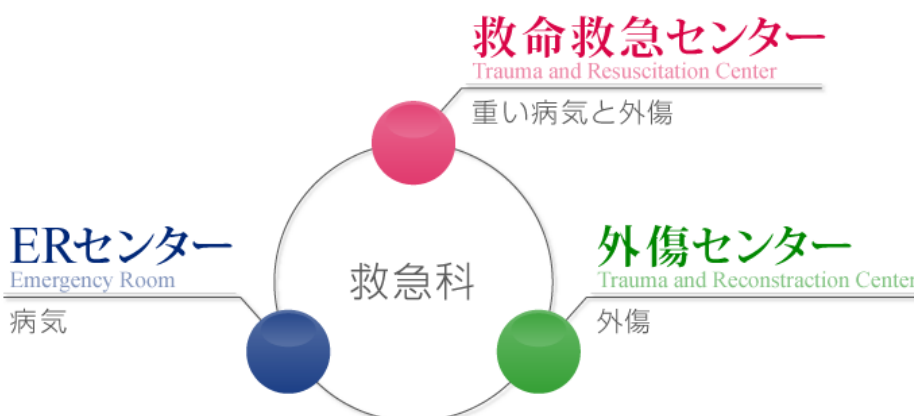 救命救急センター
Trauma and Resuscitation Center
重い病気と外傷
ERセンター
Emergency Room
病気
救急科
外傷センター
Trauma and Reconstraction Center
外傷